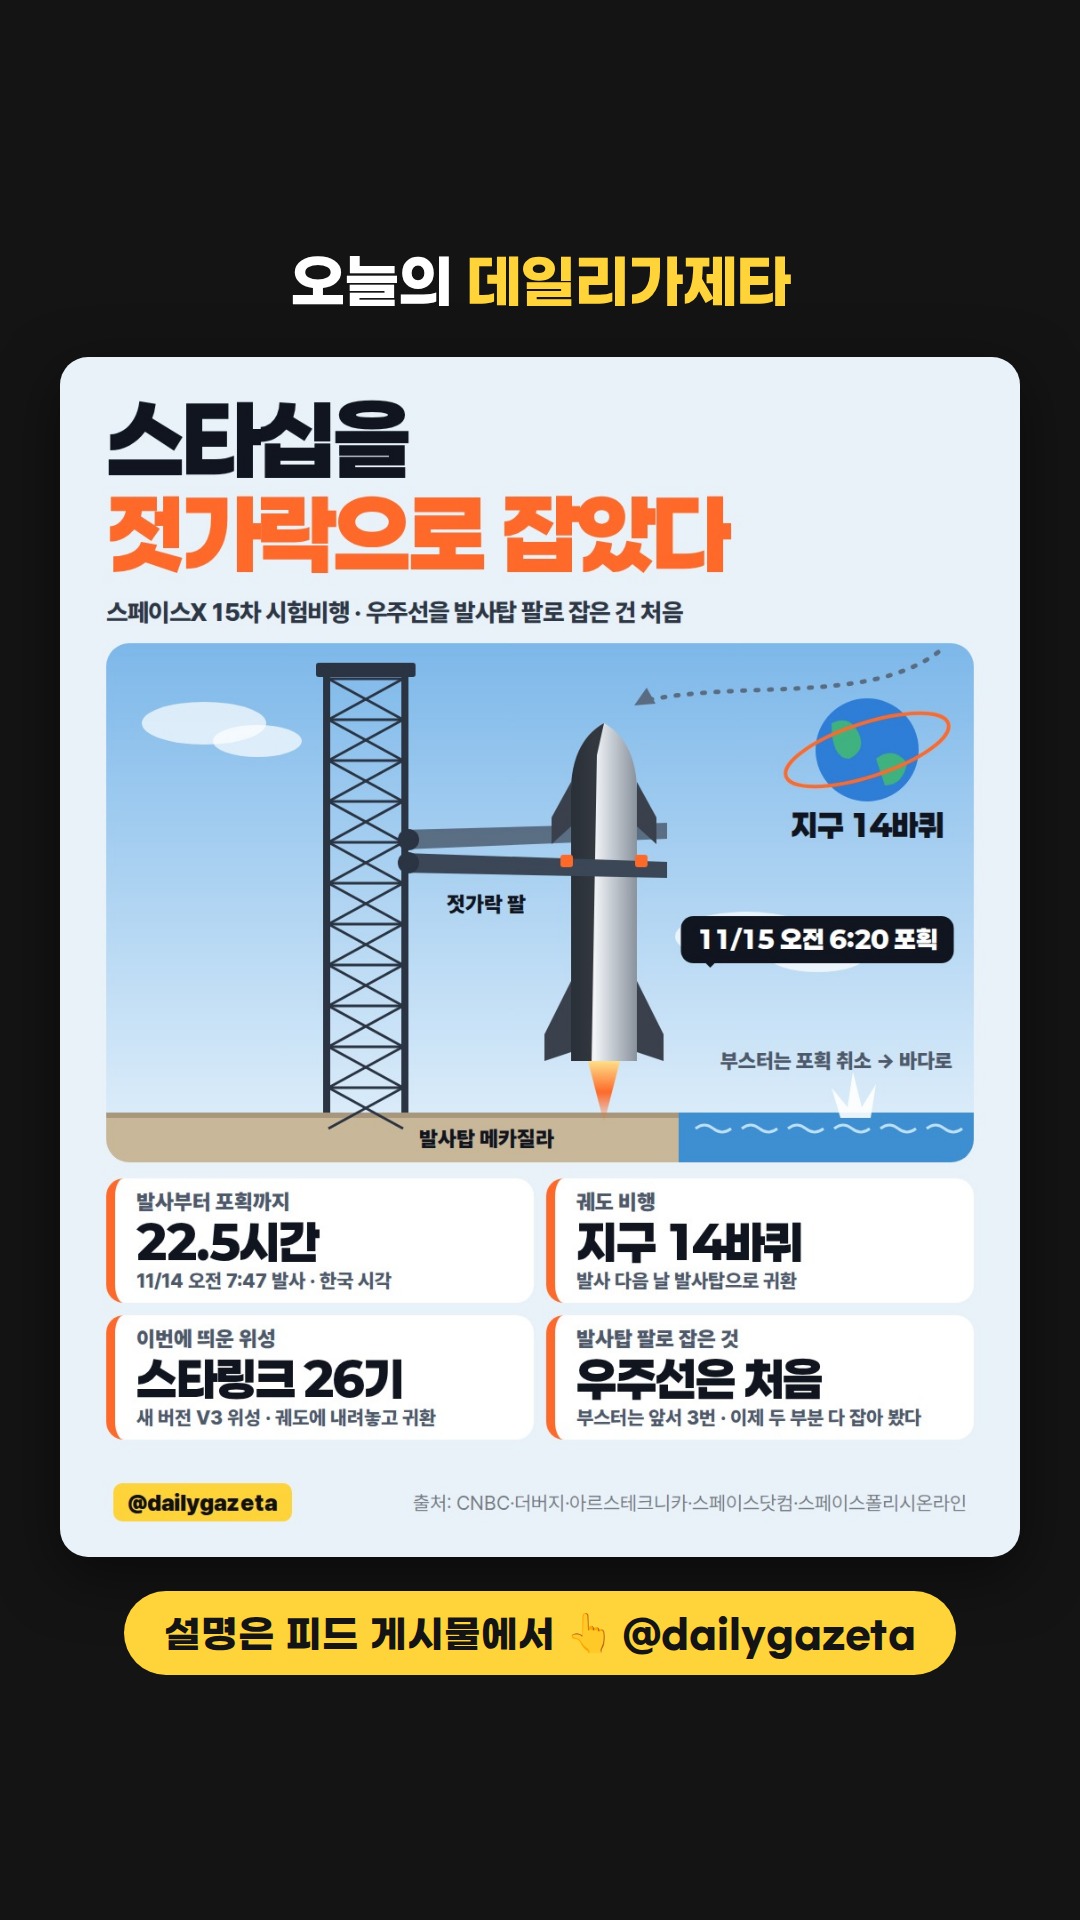 오늘의 데일리가제타
스타십을
젓가락으로 잡았다
스페이스X 15차 시험비행 · 우주선을 발사탑 팔로 잡은 건 처음
지구 14바퀴
젓가락 팔
11/15 오전 6:20 포획
부스터는 포획 취소 → 바다로
발사탑 메카질라
발사부터 포획까지
22.5시간
11/14 오전 7:47 발사 · 한국 시각
궤도 비행
지구 14바퀴
발사 다음 날 발사탑으로 귀환
이번에 띄운 위성
스타링크 26기
새 버전 V3 위성 · 궤도에 내려놓고 귀환
발사탑 팔로 잡은 것
우주선은 처음
부스터는 앞서 3번 · 이제 두 부분 다 잡아 봤다
@dailygazeta
출처: CNBC·더버지·아르스테크니카·스페이스닷컴·스페이스폴리시온라인
설명은 피드 게시물에서 👆 @dailygazeta